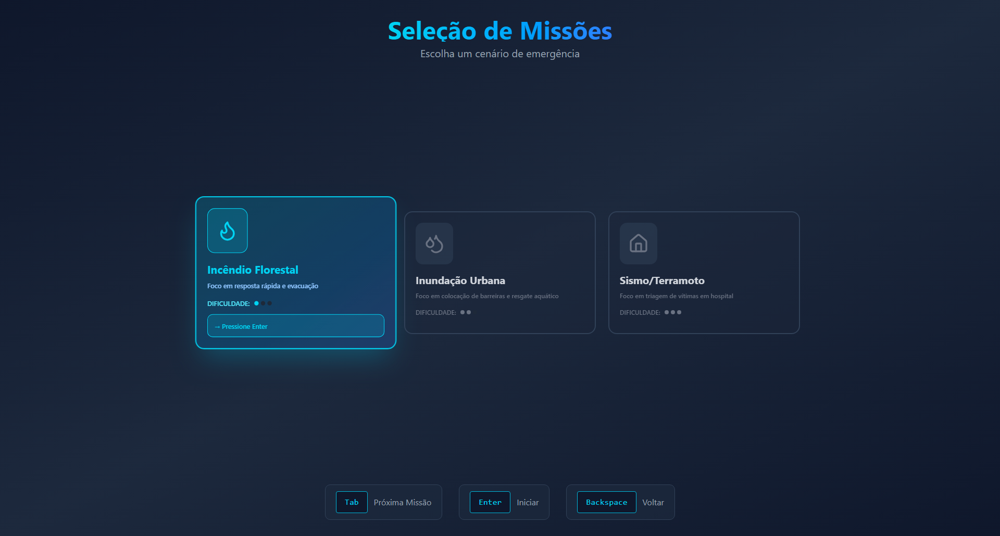 Seleção de Missões
Escolha um cenário de emergência
Incêndio Florestal
Foco em resposta rápida e evacuação
DIFICULDADE:
→ Pressione Enter
Inundação Urbana
Foco em colocação de barreiras e resgate aquático
DIFICULDADE:
Sismo/Terramoto
Foco em triagem de vítimas em hospital
DIFICULDADE:
Tab Próxima Missão
Enter Iniciar
Backspace Voltar